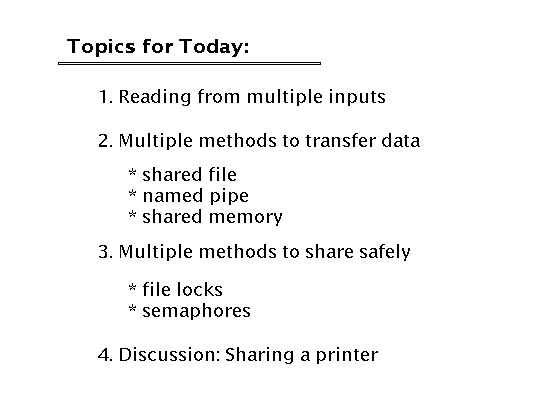 Topics for Today:
1. Reading from multiple inputs
2. Multiple methods to transfer data
* shared file
* named pipe
* shared memory
3. Multiple methods to share safely
* file locks
* semaphores
4. Discussion: Sharing a printer